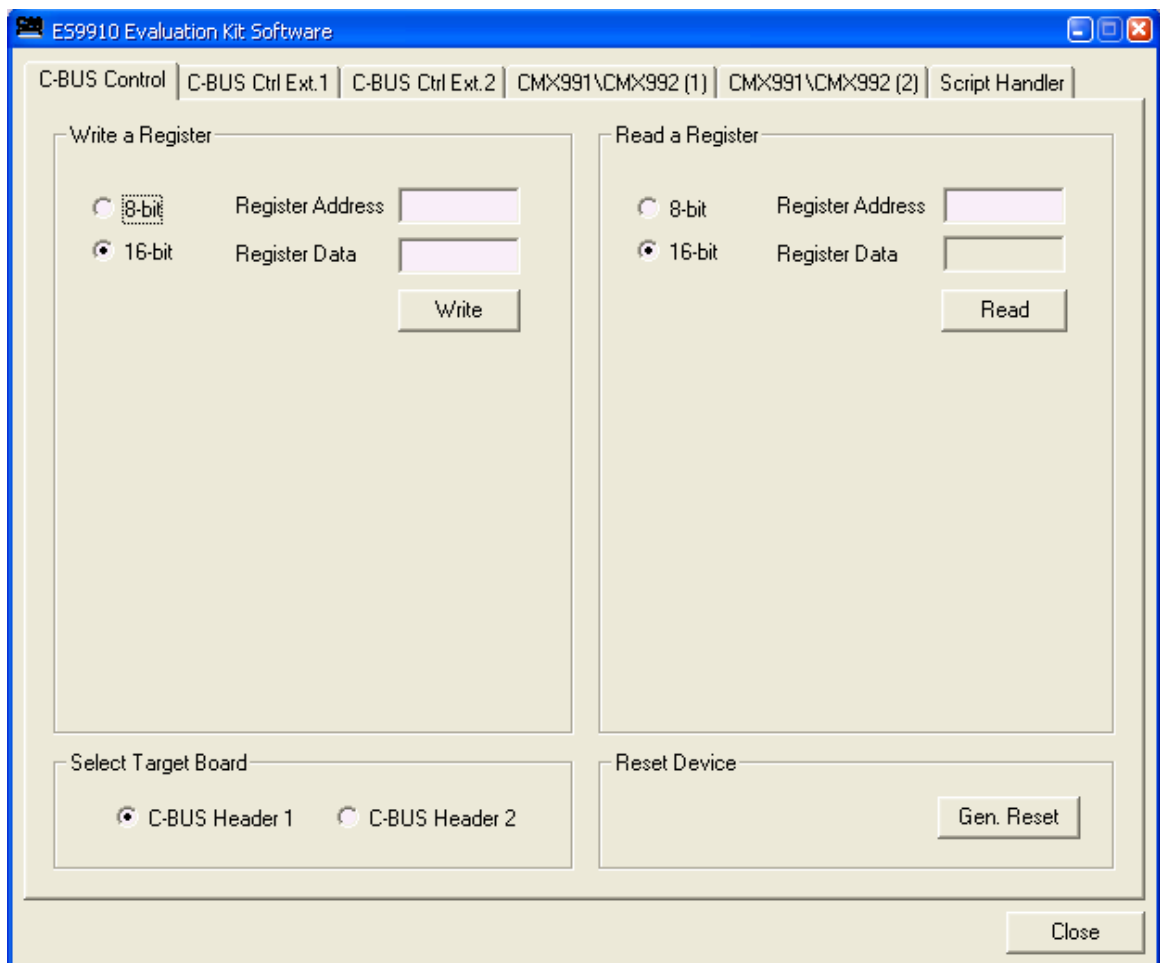 ES9910 Evaluation Kit Software
C-BUS Control C-BUS Ctrl Ext.1 C-BUS Ctrl Ext.2 CMX991\CMX992 (1) CMX991\CMX992 (2) Script Handler
Write a Register
8-bit Register Address
16-bit Register Data
Write
Read a Register
8-bit Register Address
16-bit Register Data
Read
Select Target Board
C-BUS Header 1 C-BUS Header 2
Reset Device
Gen. Reset
Close